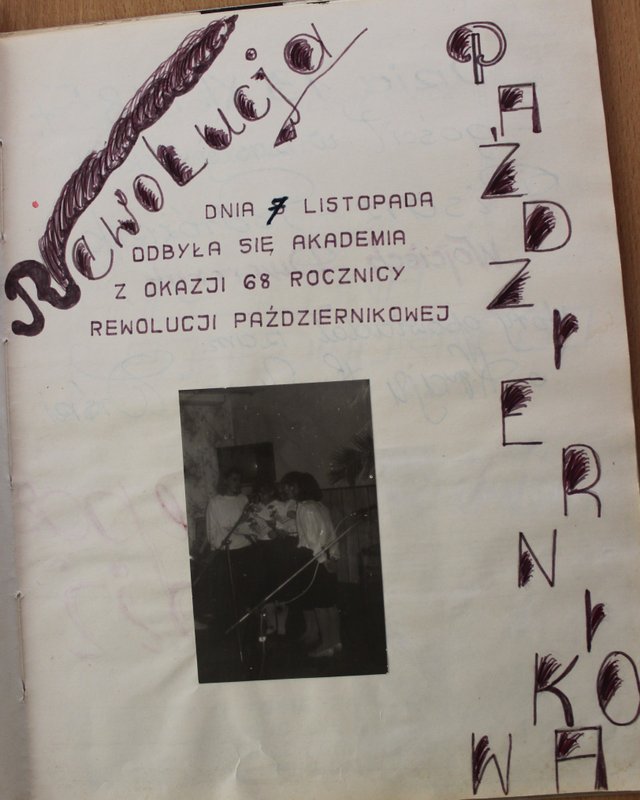 Rewolucja
PAŹDZiERNiKOWA
DNIA 7 LISTOPADA
ODBYŁA SIĘ AKADEMIA
Z OKAZJI 68 ROCZNICY
REWOLUCJI PAŹDZIERNIKOWEJ